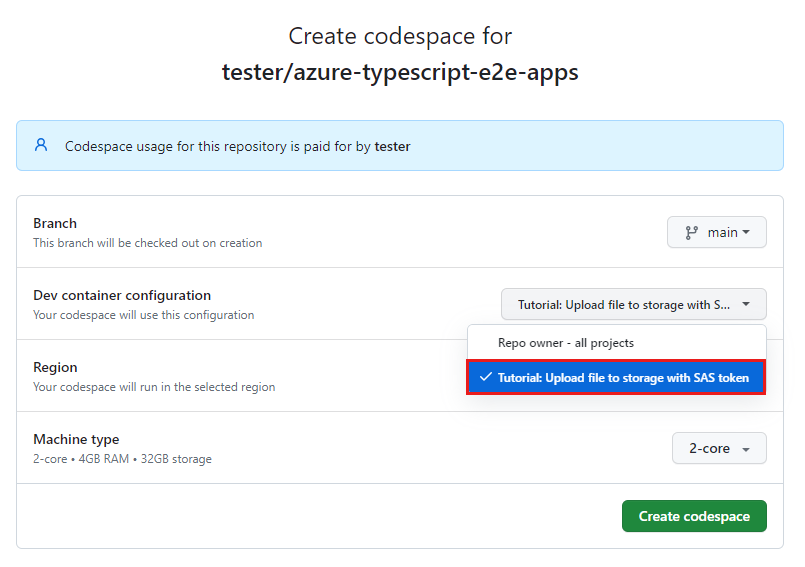 Create codespace for
tester/azure-typescript-e2e-apps
Codespace usage for this repository is paid for by tester
Branch
This branch will be checked out on creation
main
Dev container configuration
Your codespace will use this configuration
Tutorial: Upload file to storage with S...
Repo owner - all projects
Tutorial: Upload file to storage with SAS token
Region
Your codespace will run in the selected region
Machine type
2-core • 4GB RAM • 32GB storage
2-core
Create codespace